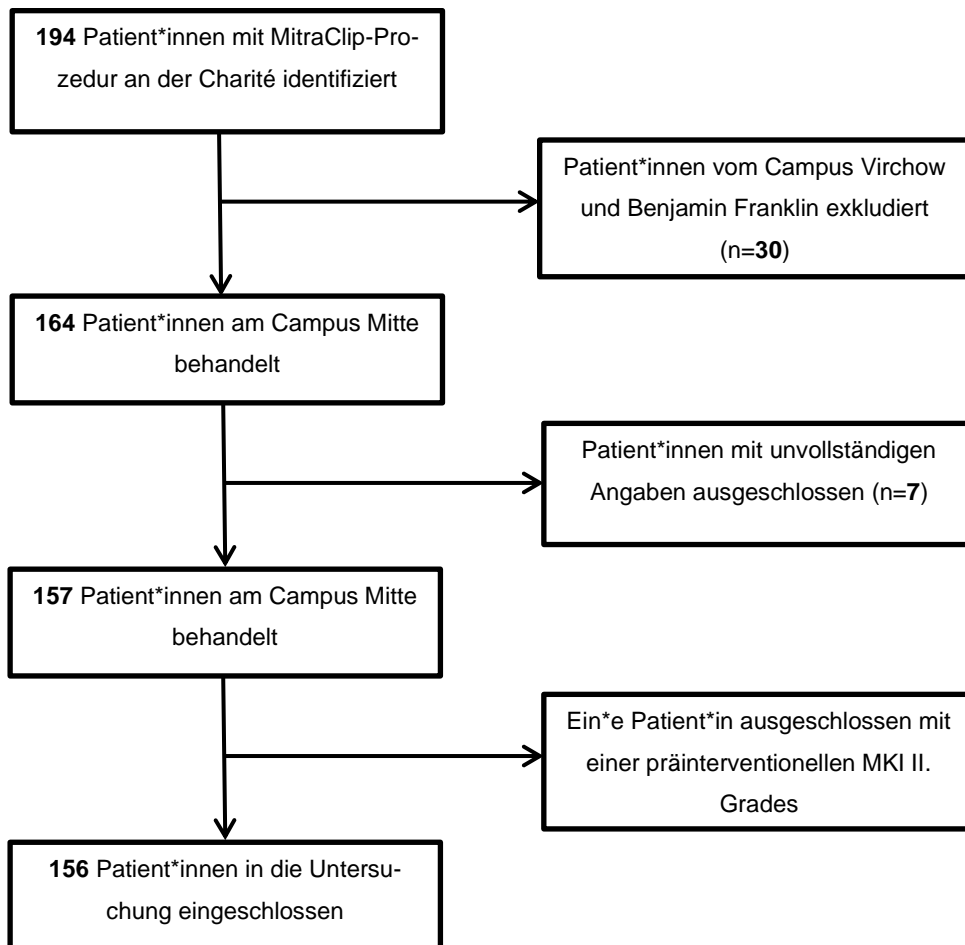 194 Patient*innen mit MitraClip-Pro-
zedur an der Charité identifiziert
Patient*innen vom Campus Virchow
und Benjamin Franklin exkludiert
(n=30)
164 Patient*innen am Campus Mitte
behandelt
Patient*innen mit unvollständigen
Angaben ausgeschlossen (n=7)
157 Patient*innen am Campus Mitte
behandelt
Ein*e Patient*in ausgeschlossen mit
einer präinterventionellen MKI II.
Grades
156 Patient*innen in die Untersu-
chung eingeschlossen